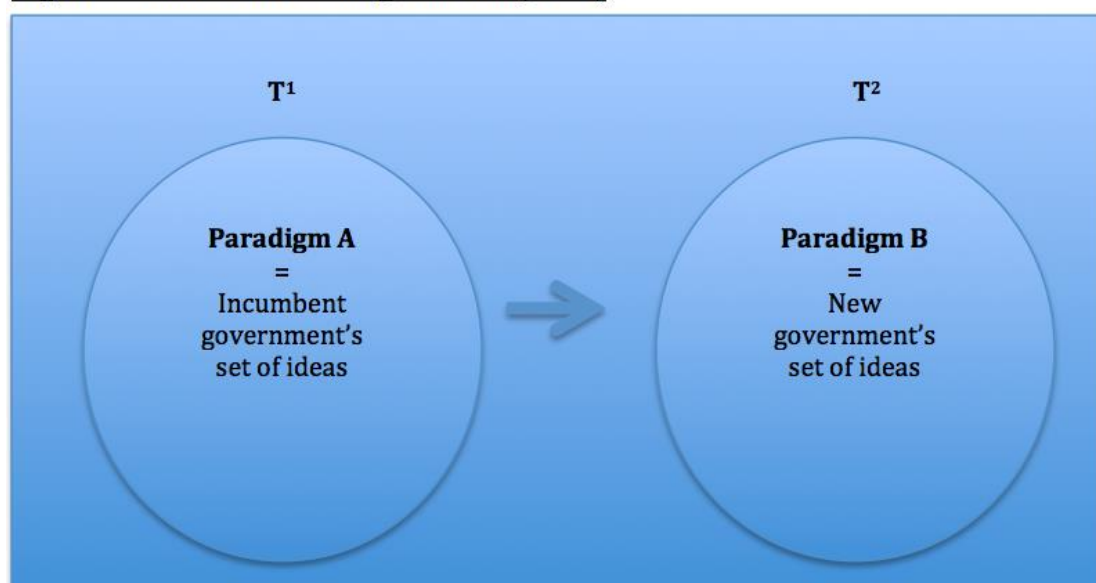 T¹
T²
Paradigm A
=
Incumbent
government's
set of ideas
Paradigm B
=
New
government's
set of ideas